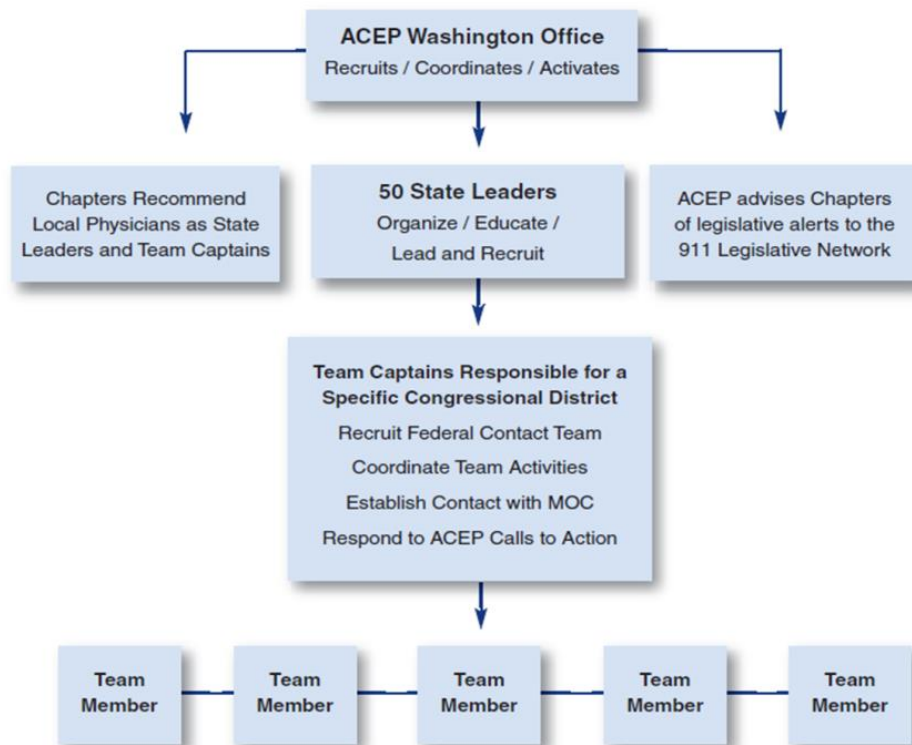 ACEP Washington Office
Recruits / Coordinates / Activates
Chapters Recommend
Local Physicians as State
Leaders and Team Captains
50 State Leaders
Organize / Educate /
Lead and Recruit
ACEP advises Chapters
of legislative alerts to the
911 Legislative Network
Team Captains Responsible for a
Specific Congressional District
Recruit Federal Contact Team
Coordinate Team Activities
Establish Contact with MOC
Respond to ACEP Calls to Action
Team
Member
Team
Member
Team
Member
Team
Member
Team
Member